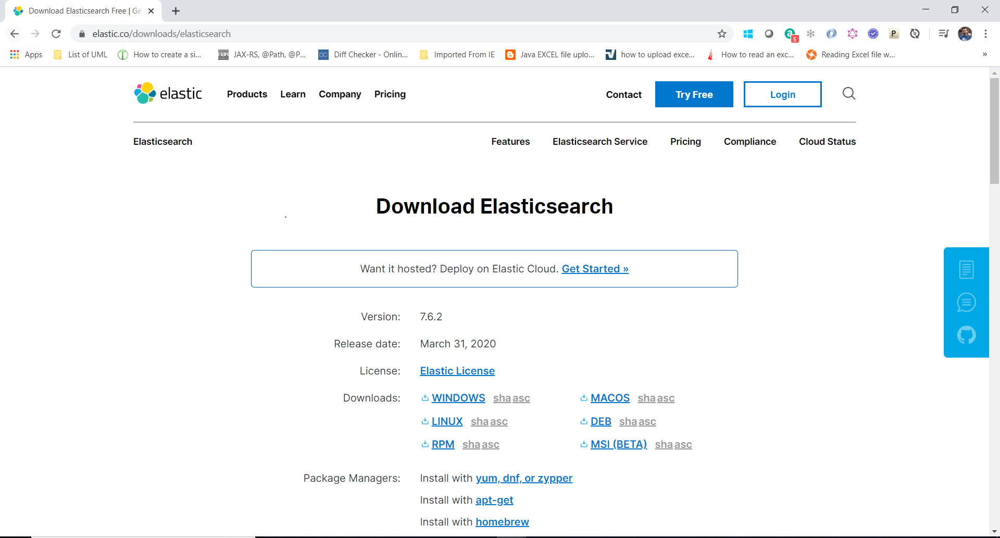 Download Elasticsearch Free | Ge
elastic.co/downloads/elasticsearch
5
P
Apps List of UML How to create a si... JAX-RS, @Path, @P... DC Diff Checker - Onlin... Imported From IE Java EXCEL file uplo... how to upload exce... How to read an exc... Reading Excel file w... »
elastic Products Learn Company Pricing Contact Try Free Login
Elasticsearch Features Elasticsearch Service Pricing Compliance Cloud Status
Download Elasticsearch
Want it hosted? Deploy on Elastic Cloud. Get Started »
Version: 7.6.2
Release date: March 31, 2020
License: Elastic License
Downloads: WINDOWS sha asc MACOS sha asc
LINUX sha asc DEB sha asc
RPM sha asc MSI (BETA) sha asc
Package Managers: Install with yum, dnf, or zypper
Install with apt-get
Install with homebrew